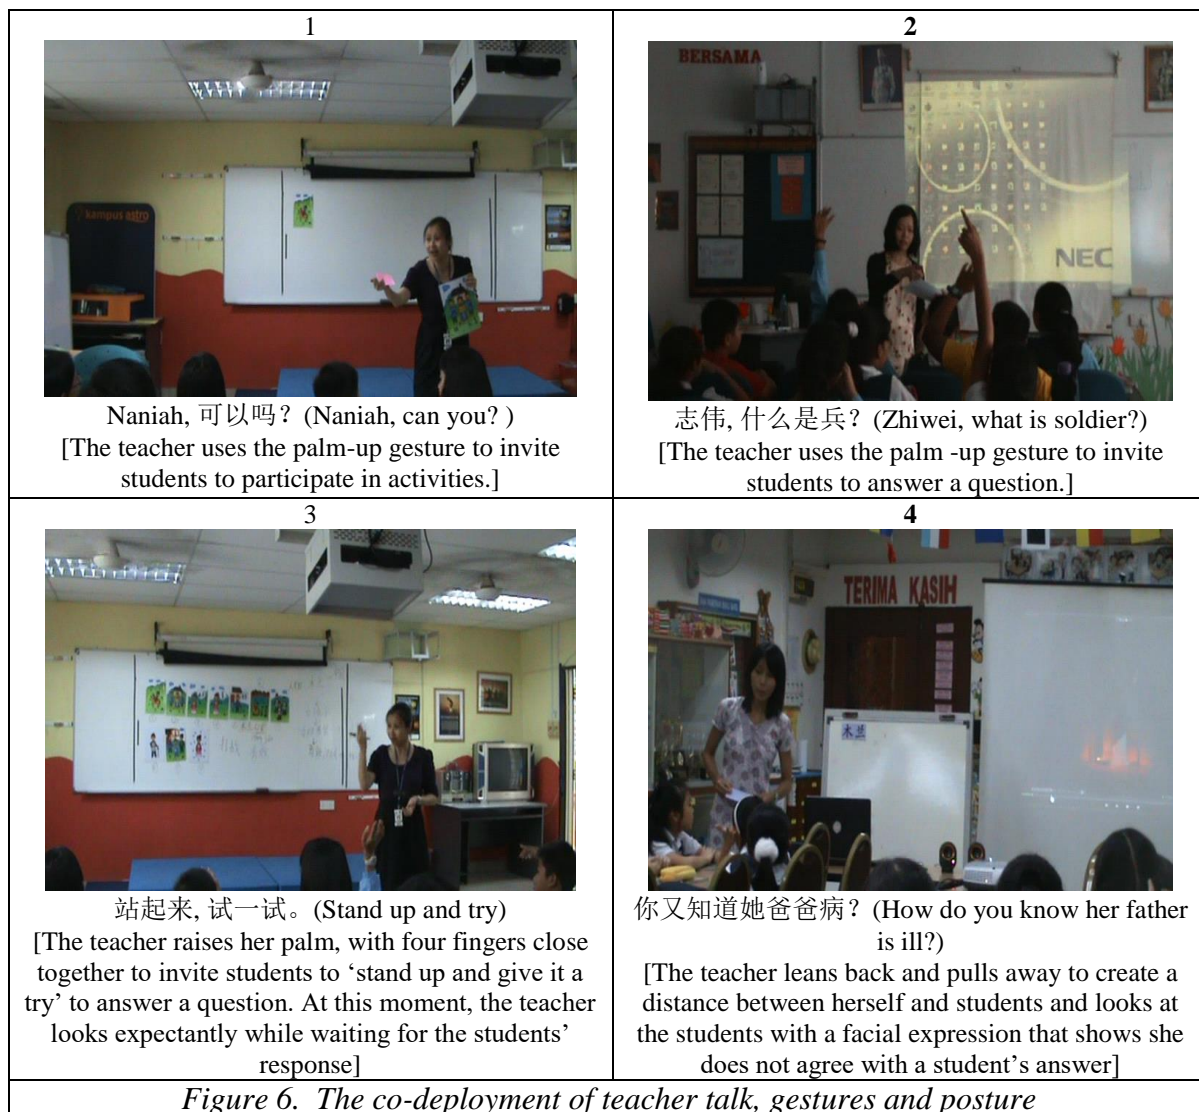 1
kampus astro
Naniah, 可以吗？(Naniah, can you? )
[The teacher uses the palm-up gesture to invite
students to participate in activities.]
2
BERSAMA
NEC
志伟, 什么是兵？(Zhiwei, what is soldier?)
[The teacher uses the palm -up gesture to invite
students to answer a question.]
3
站起来, 试一试。(Stand up and try)
[The teacher raises her palm, with four fingers close
together to invite students to ‘stand up and give it a
try’ to answer a question. At this moment, the teacher
looks expectantly while waiting for the students’
response]
4
TERIMA KASIH
木兰
你又知道她爸爸病？(How do you know her father
is ill?)
[The teacher leans back and pulls away to create a
distance between herself and students and looks at
the students with a facial expression that shows she
does not agree with a student’s answer]
Figure 6. The co-deployment of teacher talk, gestures and posture